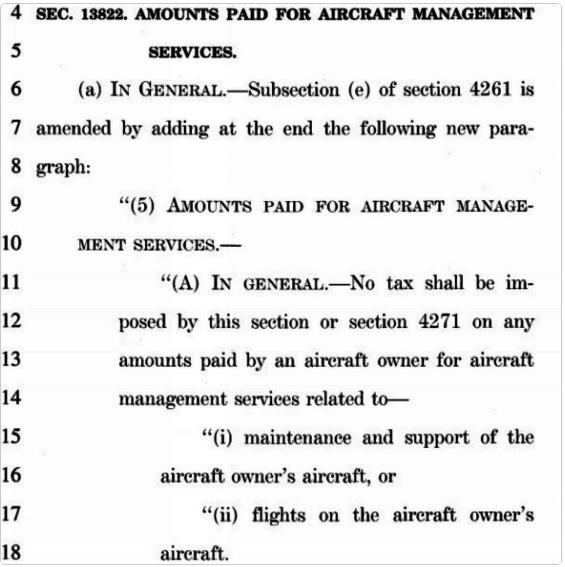 4 SEC. 13822. AMOUNTS PAID FOR AIRCRAFT MANAGEMENT
5 SERVICES.
6 (a) IN GENERAL.—Subsection (e) of section 4261 is
7 amended by adding at the end the following new para-
8 graph:
9 “(5) AMOUNTS PAID FOR AIRCRAFT MANAGE-
10 MENT SERVICES.—
11 “(A) IN GENERAL.—No tax shall be im-
12 posed by this section or section 4271 on any
13 amounts paid by an aircraft owner for aircraft
14 management services related to—
15 “(i) maintenance and support of the
16 aircraft owner’s aircraft, or
17 “(ii) flights on the aircraft owner’s
18 aircraft.